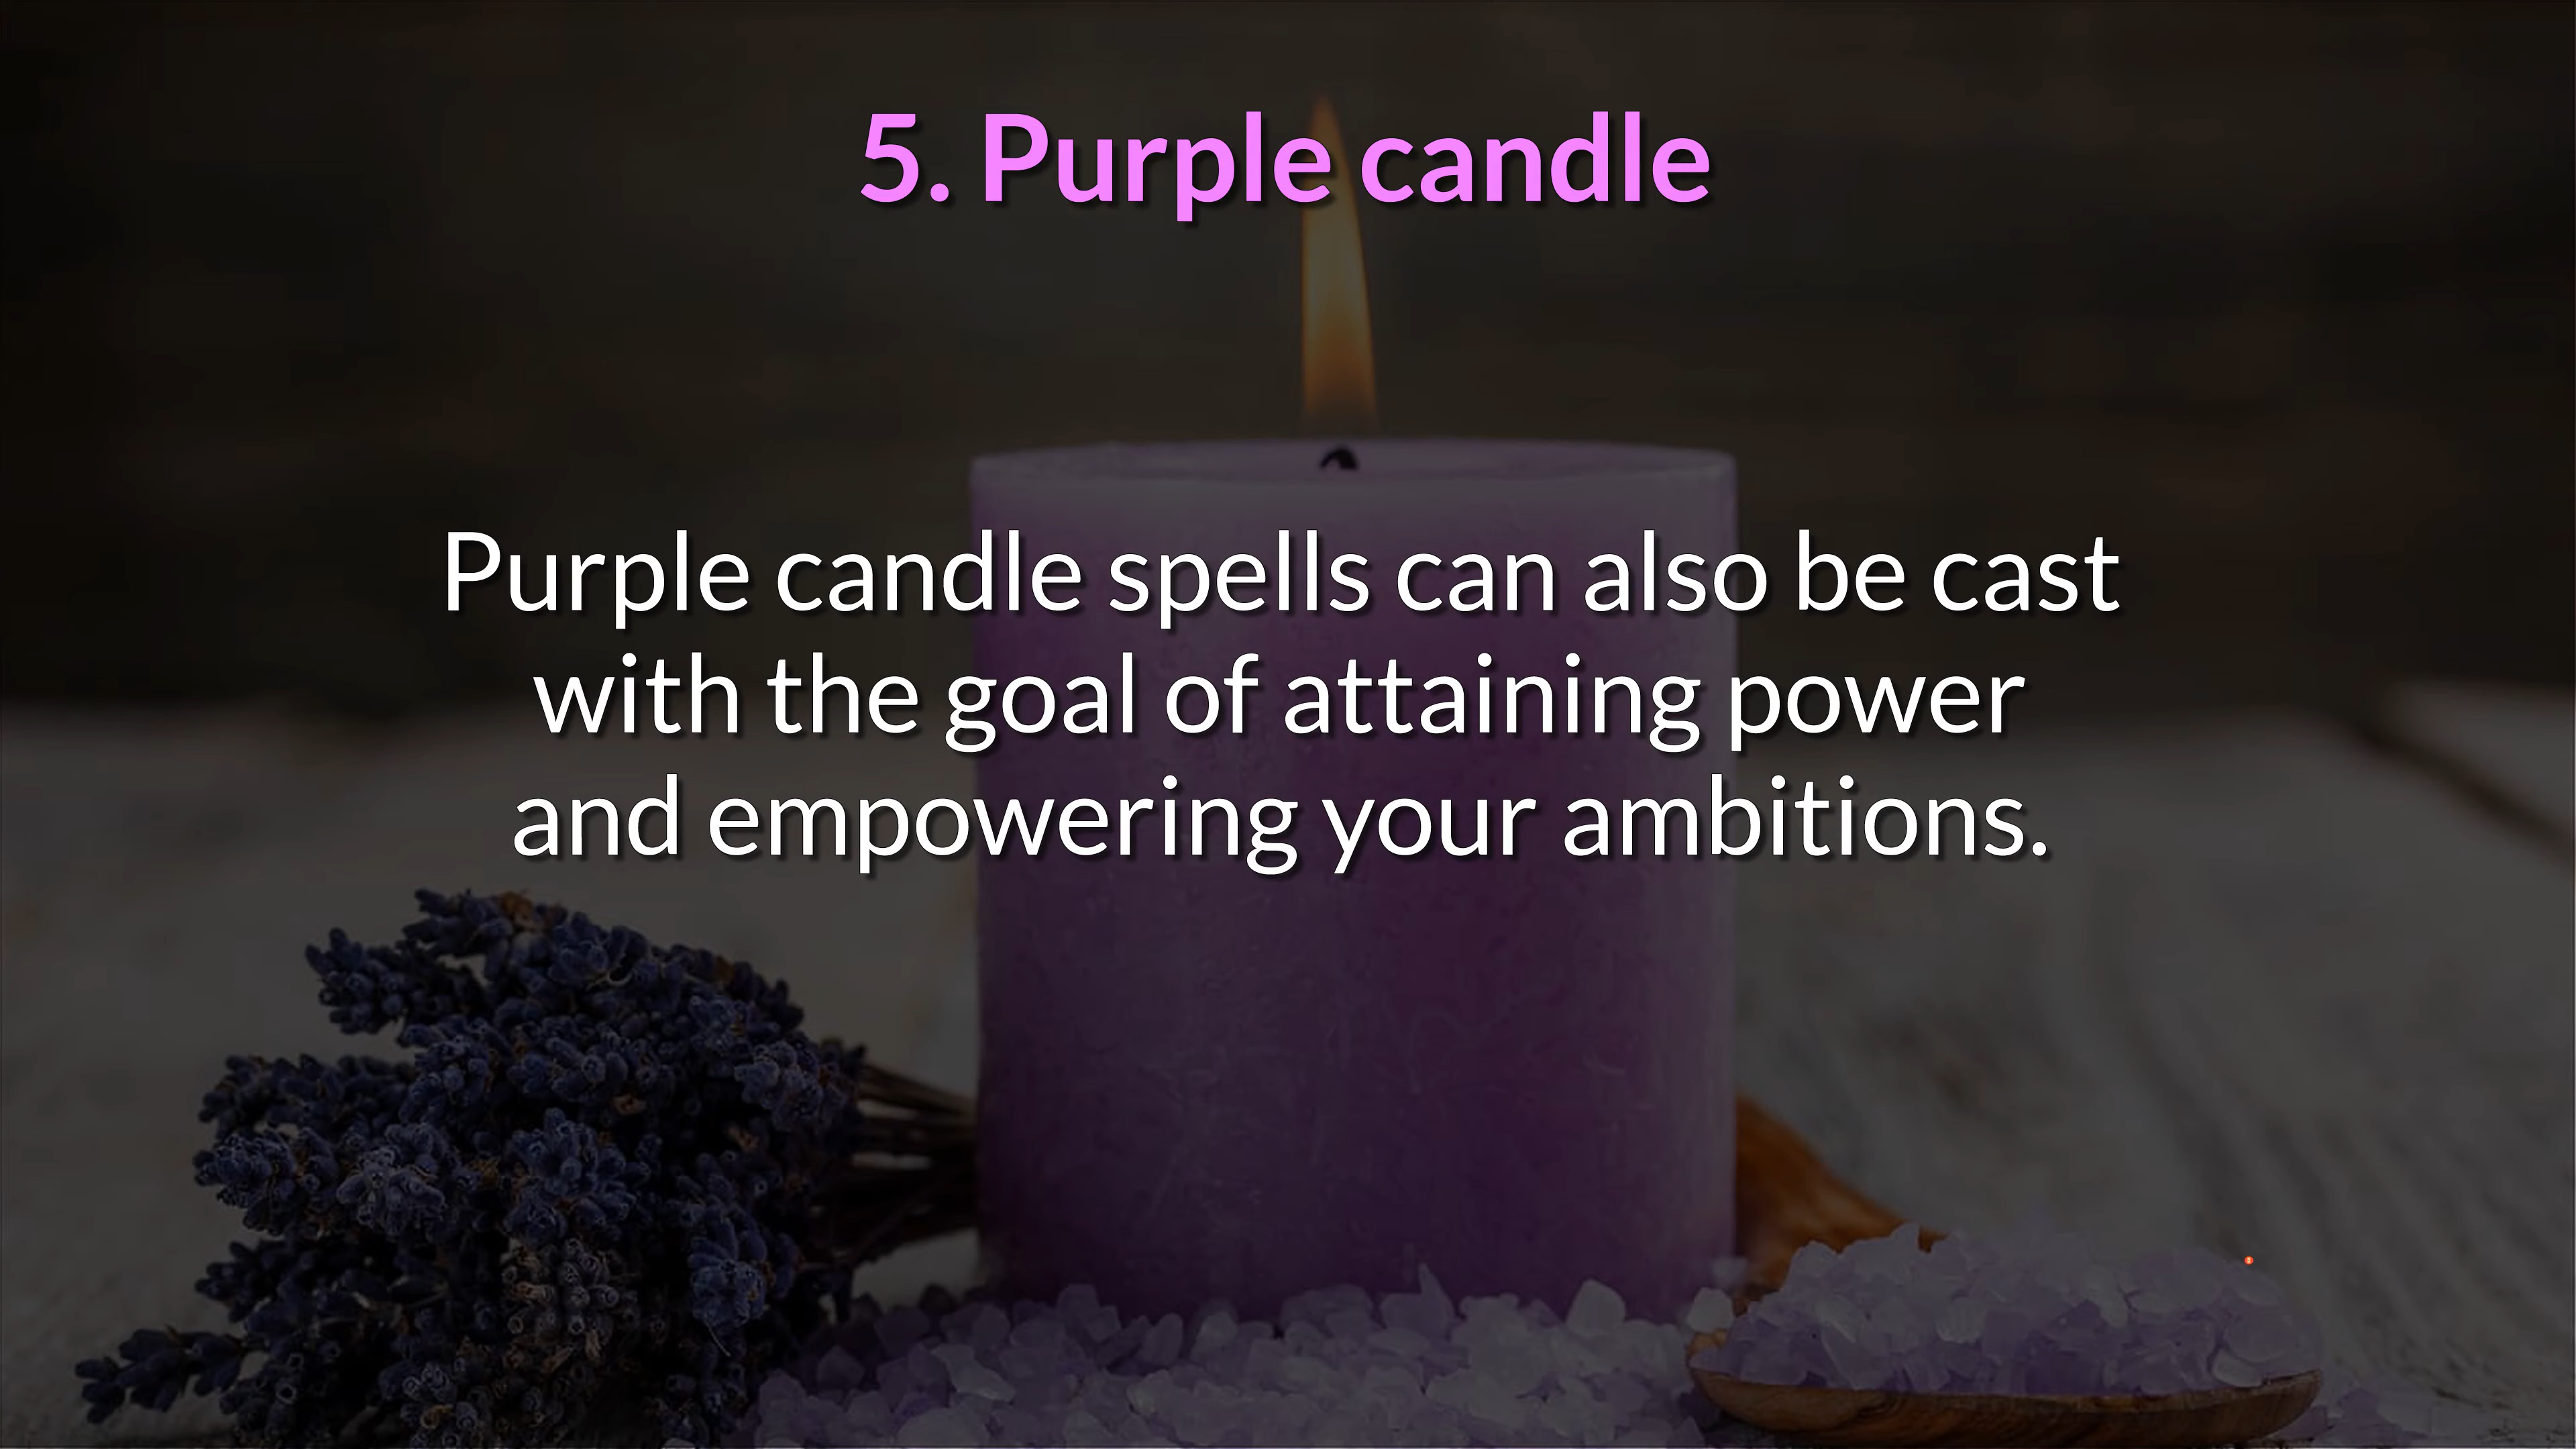 5. Purple candle
Purple candle spells can also be cast
with the goal of attaining power
and empowering your ambitions.